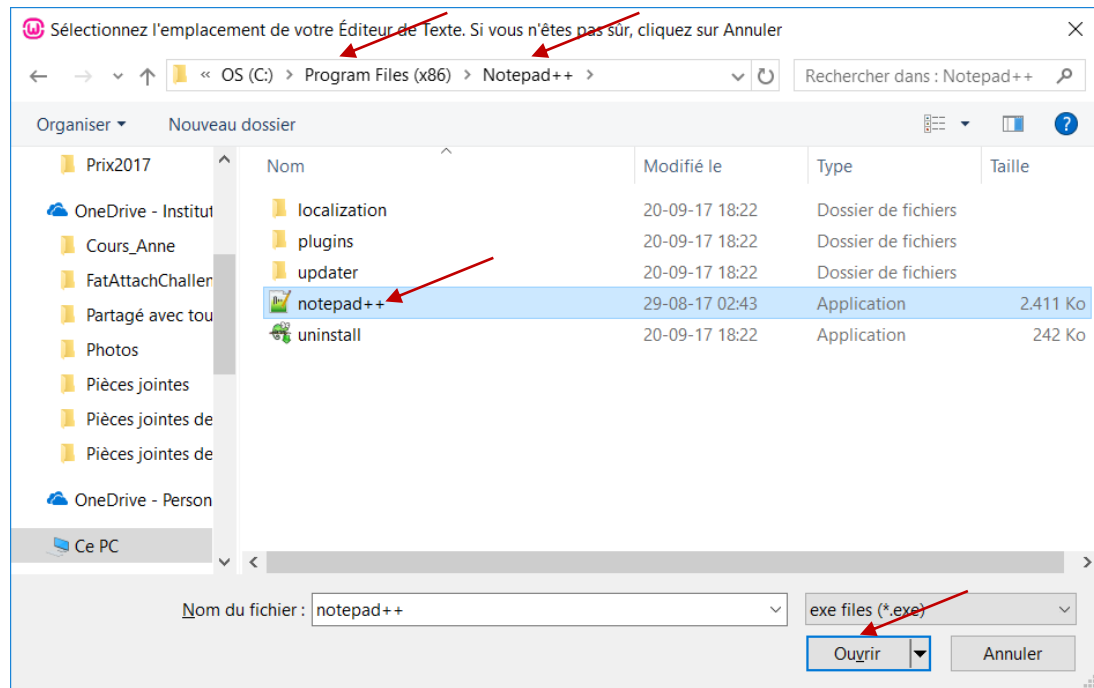 Sélectionnez l'emplacement de votre Éditeur de Texte. Si vous n'êtes pas sûr, cliquez sur Annuler
« OS (C:) > Program Files (x86) > Notepad++ > Rechercher dans : Notepad++
Organiser Nouveau dossier ?
Prix2017
OneDrive - Institut
Cours_Anne
FatAttachChallen
Partagé avec tou
Photos
Pièces jointes
Pièces jointes de
Pièces jointes de
OneDrive - Person
Ce PC
Nom Modifié le Type Taille
localization 20-09-17 18:22 Dossier de fichiers
plugins 20-09-17 18:22 Dossier de fichiers
updater 20-09-17 18:22 Dossier de fichiers
notepad++ 29-08-17 02:43 Application 2.411 Ko
uninstall 20-09-17 18:22 Application 242 Ko
Nom du fichier : notepad++ exe files (*.exe)
Ouvrir Annuler